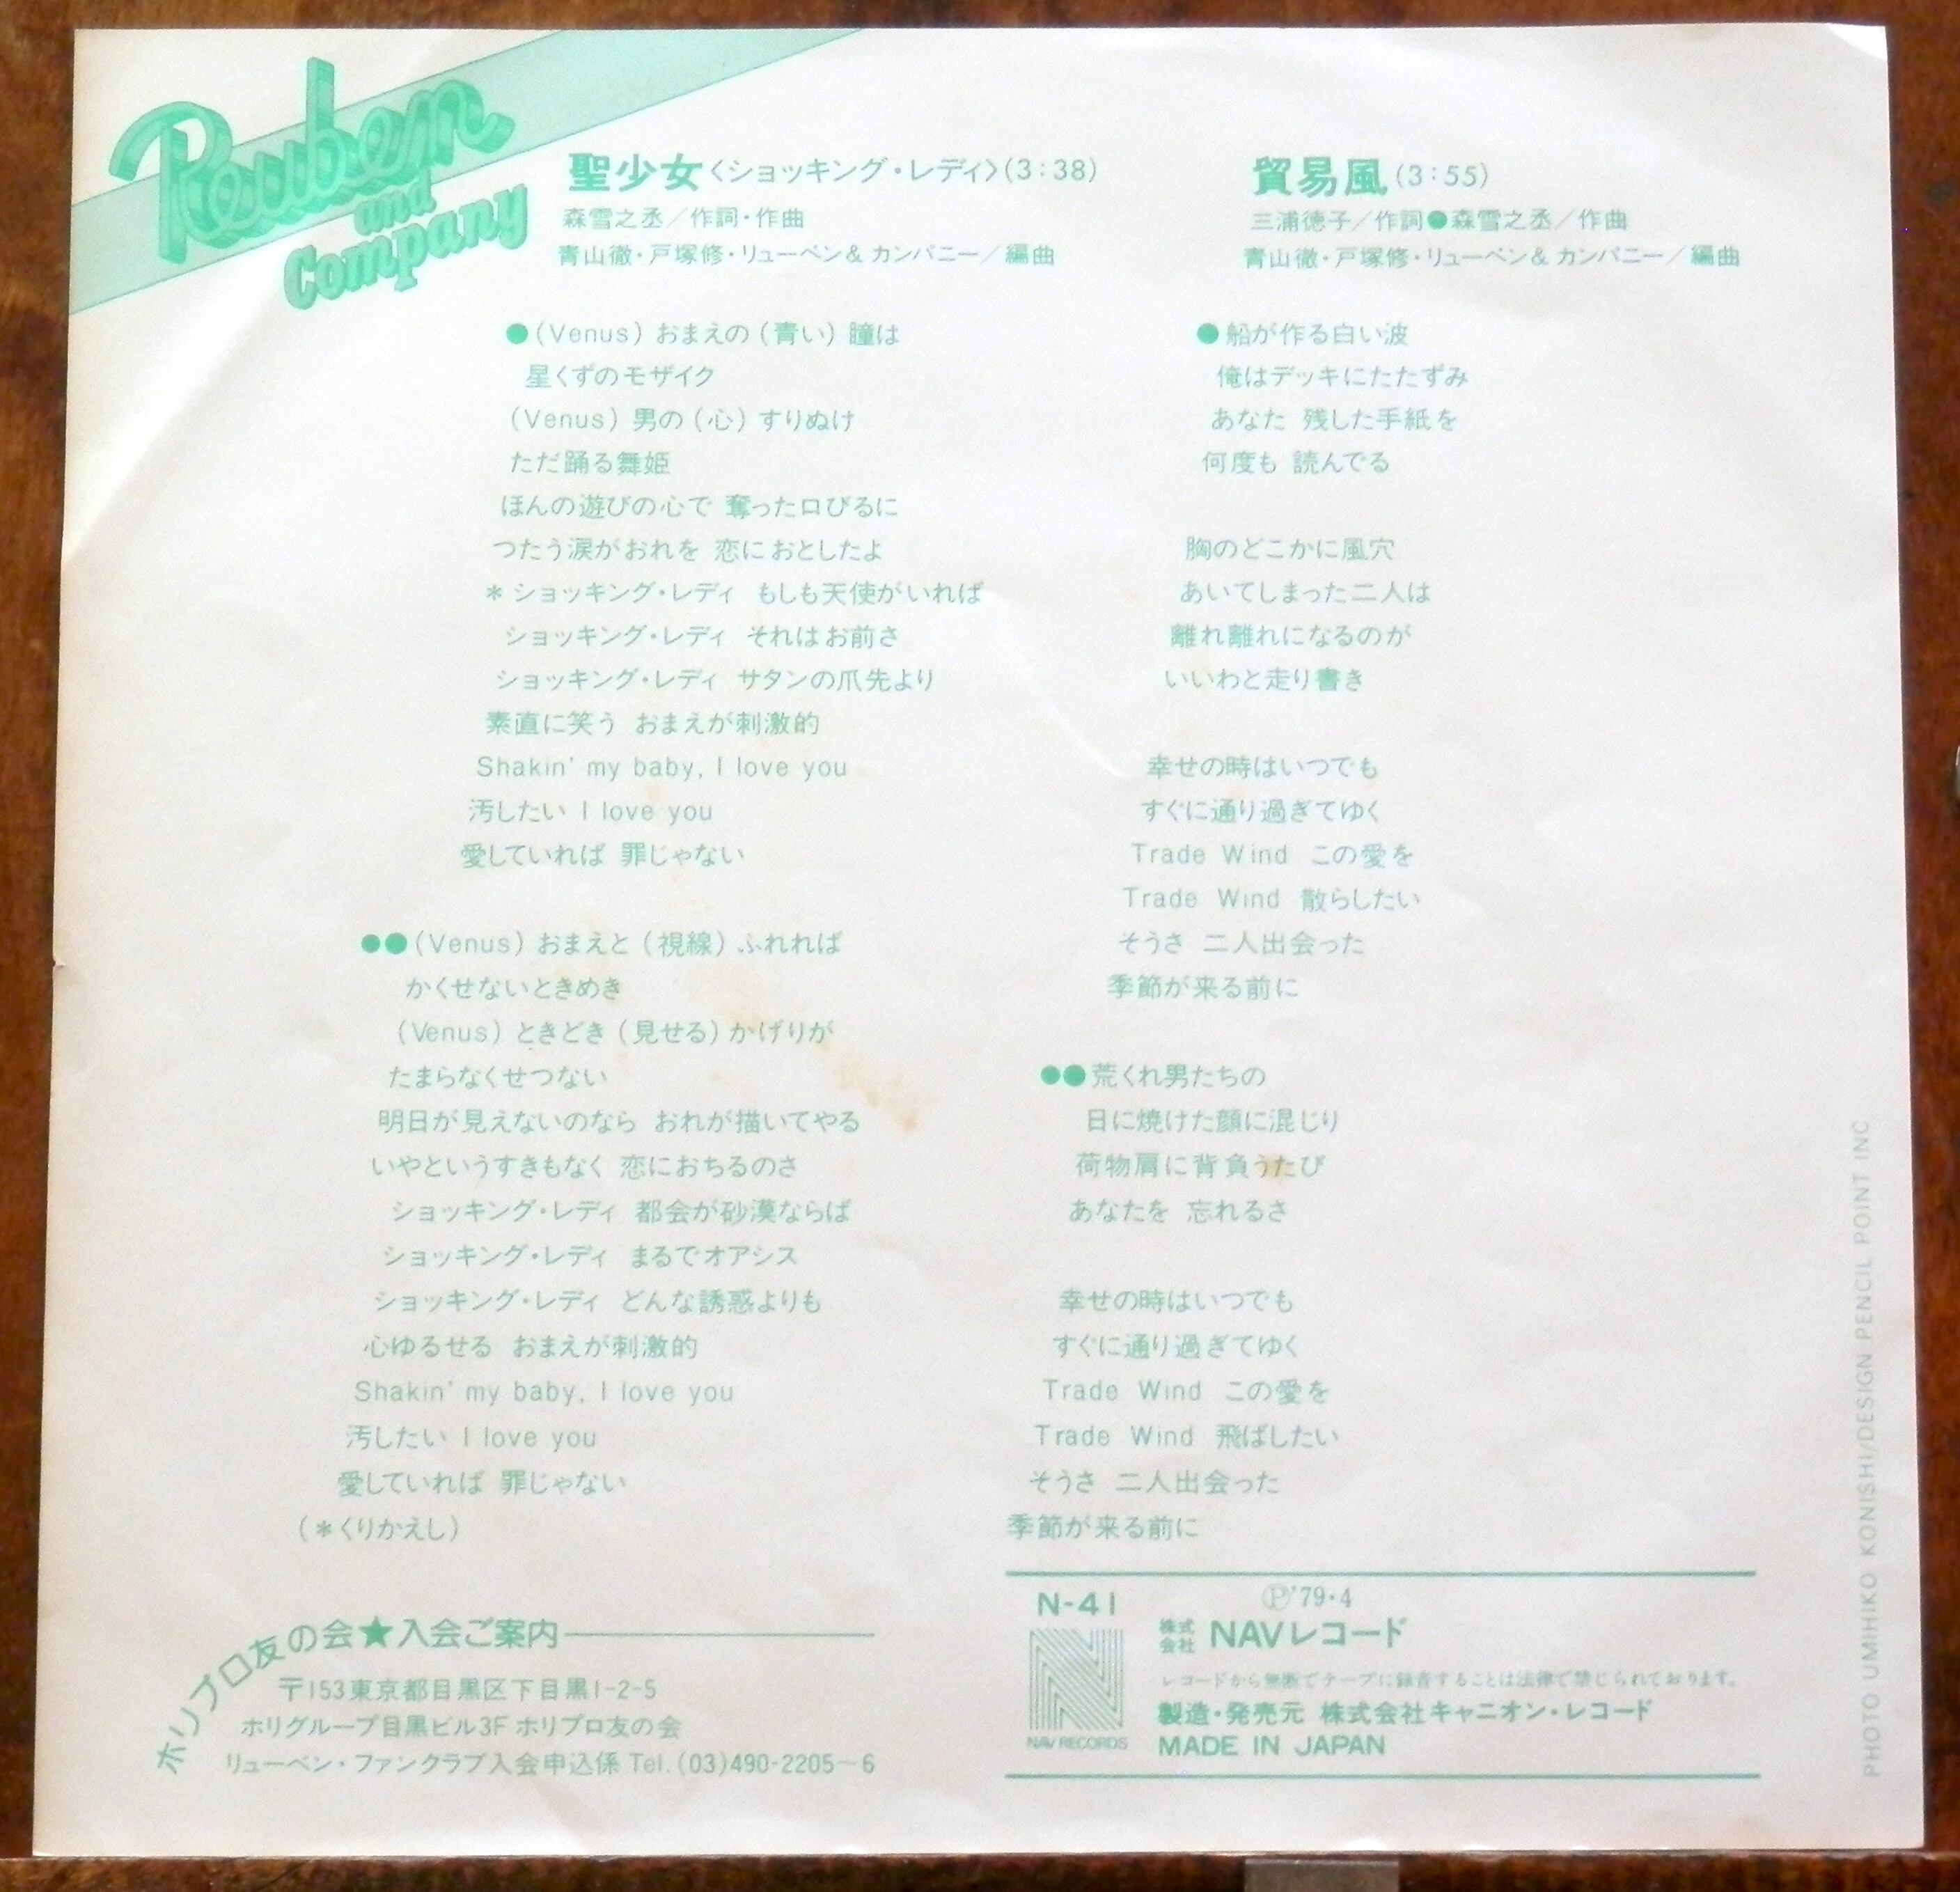 Reuben
and
Company
聖少女〈ショッキング・レディ〉(3:38)
森雪之丞／作詞・作曲
青山徹・戸塚修・リューベン&カンパニー／編曲
●(Venus) おまえの (青い) 瞳は
星くずのモザイク
(Venus) 男の (心) すりぬけ
ただ踊る舞姫
ほんの遊びの心で 奪った口びるに
つたう涙がおれを 恋におとしたよ
＊ショッキング・レディ もしも天使がいれば
ショッキング・レディ それはお前さ
ショッキング・レディ サタンの爪先より
素直に笑う おまえが刺激的
Shakin' my baby, I love you
汚したい I love you
愛していれば 罪じゃない
●●(Venus) おまえと (視線) ふれれば
かくせないときめき
(Venus) ときどき (見せる) かげりが
たまらなくせつない
明日が見えないのなら おれが描いてやる
いやというすきもなく 恋におちるのさ
ショッキング・レディ 都会が砂漠ならば
ショッキング・レディ まるでオアシス
ショッキング・レディ どんな誘惑よりも
心ゆるせる おまえが刺激的
Shakin' my baby, I love you
汚したい I love you
愛していれば 罪じゃない
(＊くりかえし)
貿易風(3:55)
三浦徳子／作詞●森雪之丞／作曲
青山徹・戸塚修・リューベン&カンパニー／編曲
●船が作る白い波
俺はデッキにたたずみ
あなた 残した手紙を
何度も 読んでる
胸のどこかに風穴
あいてしまった二人は
離れ離れになるのが
いいわと走り書き
幸せの時はいつでも
すぐに通り過ぎてゆく
Trade Wind この愛を
Trade Wind 散らしたい
そうさ 二人出会った
季節が来る前に
●●荒くれ男たちの
日に焼けた顔に混じり
荷物肩に背負うたび
あなたを 忘れるさ
幸せの時はいつでも
すぐに通り過ぎてゆく
Trade Wind この愛を
Trade Wind 飛ばしたい
そうさ 二人出会った
季節が来る前に
ホリプロ友の会★入会ご案内
〒153東京都目黒区下目黒1-2-5
ホリグループ目黒ビル3F ホリプロ友の会
リューベン・ファンクラブ入会申込係 Tel.(03)490-2205～6
N-41
NAV RECORDS
Ⓟ'79・4
株式会社 NAVレコード
レコードから無断でテープに録音することは法律で禁じられております。
製造・発売元 株式会社キャニオン・レコード
MADE IN JAPAN
PHOTO UMIHIKO KONISHI/DESIGN PENCIL POINT INC